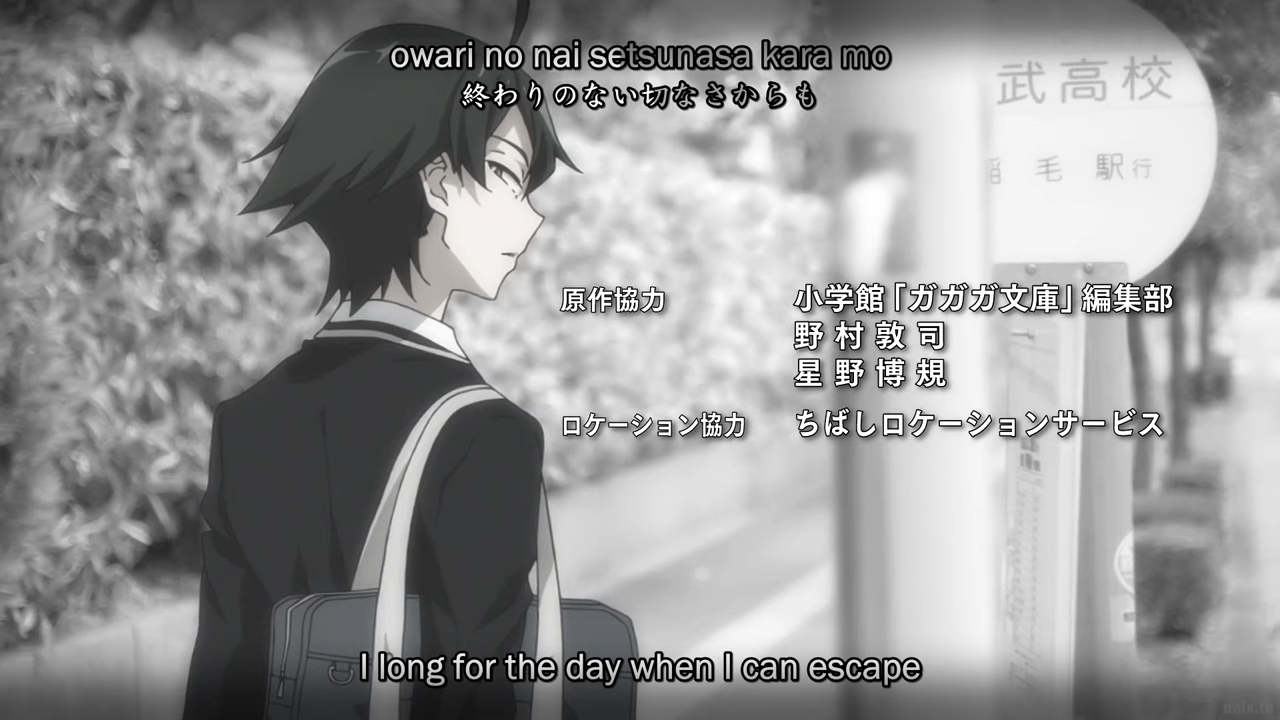 owari no nai setsunasa kara mo
終わりのない切なさからも
武高校
毛 駅行
原作協力 小学館「ガガガ文庫」編集部
野村敦司
星野博規
ロケーション協力 ちばしロケーションサービス
I long for the day when I can escape